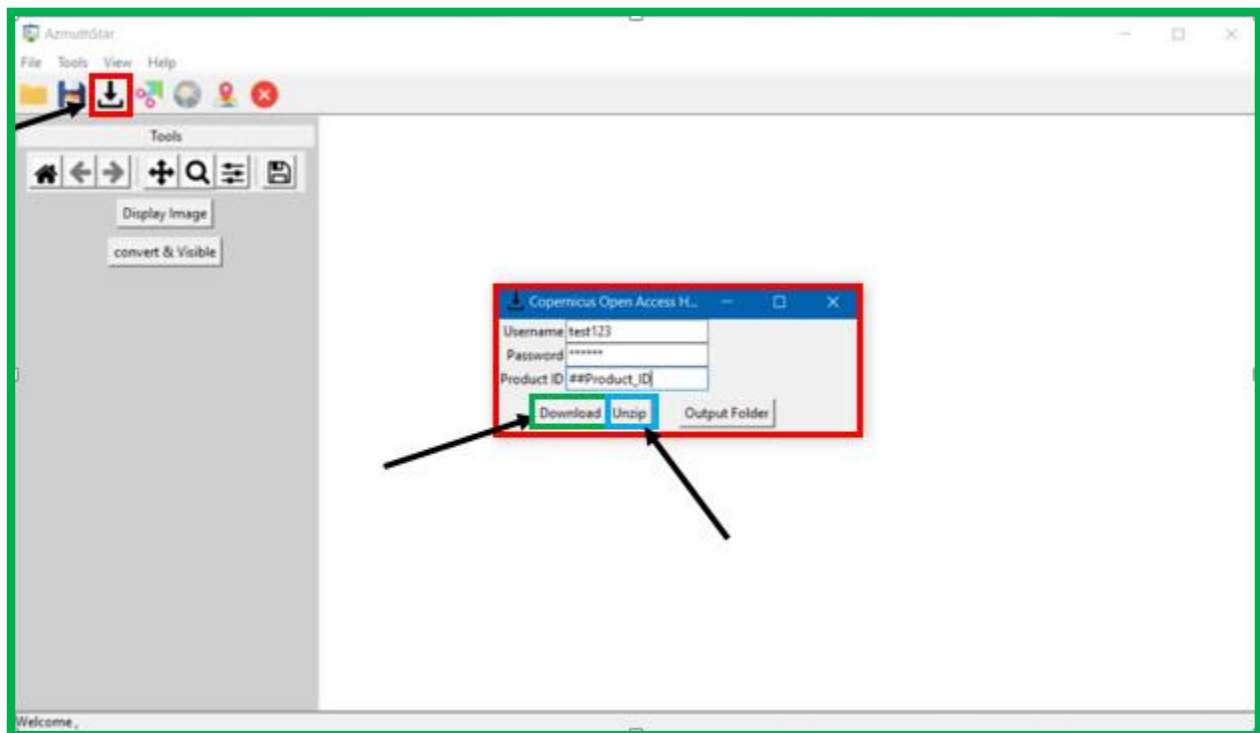 AzmuthStar
File Tools View Help
Tools
Display Image
convert & Visible
Copernicus Open Access H...
Username test123
Password ******
Product ID ##Product_ID
Download Unzip Output Folder
Welcome,